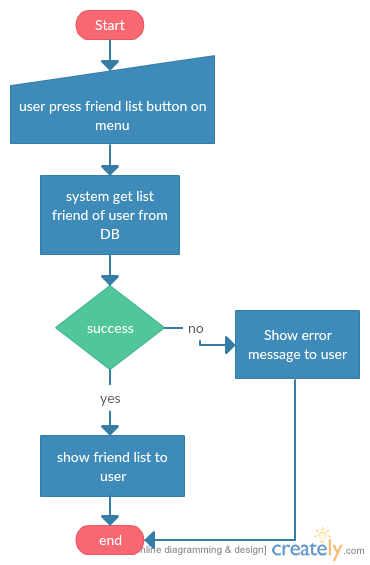 Start
user press friend list button on
menu
system get list
friend of user from
DB
success
no
Show error
message to user
yes
show friend list to
user
end
nline diagramming & design]
creately.com